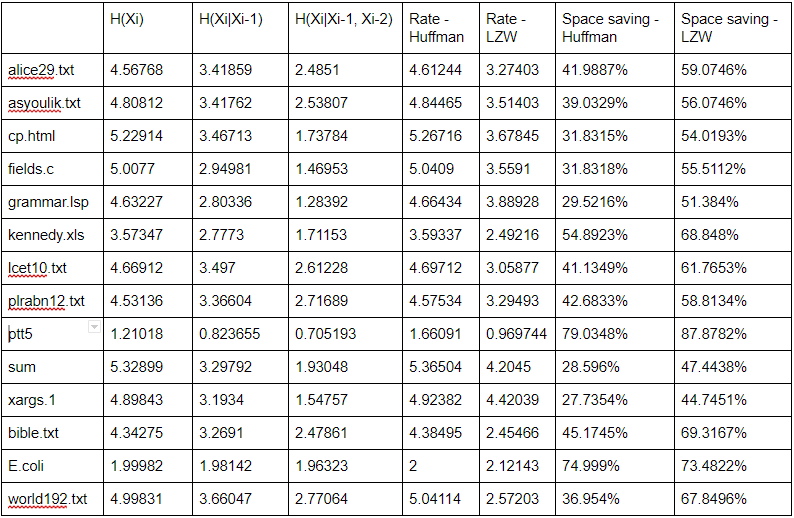 H(Xi) H(Xi|Xi-1) H(Xi|Xi-1, Xi-2) Rate - Rate - Space saving - Space saving -
Huffman LZW Huffman LZW
alice29.txt 4.56768 3.41859 2.4851 4.61244 3.27403 41.9887% 59.0746%
asyoulik.txt 4.80812 3.41762 2.53807 4.84465 3.51403 39.0329% 56.0746%
cp.html 5.22914 3.46713 1.73784 5.26716 3.67845 31.8315% 54.0193%
fields.c 5.0077 2.94981 1.46953 5.0409 3.5591 31.8318% 55.5112%
grammar.lsp 4.63227 2.80336 1.28392 4.66434 3.88928 29.5216% 51.384%
kennedy.xls 3.57347 2.7773 1.71153 3.59337 2.49216 54.8923% 68.848%
lcet10.txt 4.66912 3.497 2.61228 4.69712 3.05877 41.1349% 61.7653%
plrabn12.txt 4.53136 3.36604 2.71689 4.57534 3.29493 42.6833% 58.8134%
ptt5 1.21018 0.823655 0.705193 1.66091 0.969744 79.0348% 87.8782%
sum 5.32899 3.29792 1.93048 5.36504 4.2045 28.596% 47.4438%
xargs.1 4.89843 3.1934 1.54757 4.92382 4.42039 27.7354% 44.7451%
bible.txt 4.34275 3.2691 2.47861 4.38495 2.45466 45.1745% 69.3167%
E.coli 1.99982 1.98142 1.96323 2 2.12143 74.999% 73.4822%
world192.txt 4.99831 3.66047 2.77064 5.04114 2.57203 36.954% 67.8496%